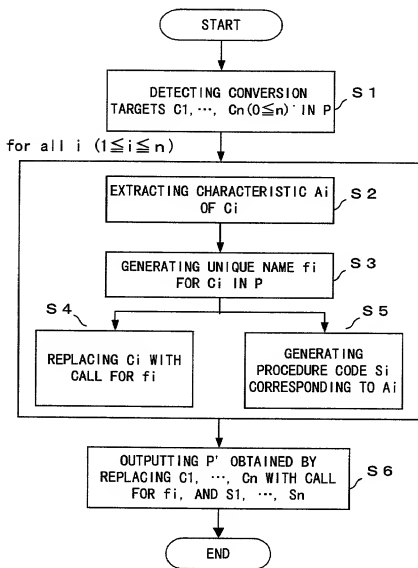 START
DETECTING CONVERSION
TARGETS C1, ···, Cn(0≦n) IN P
S1
for all i (1≦i≦n)
EXTRACTING CHARACTERISTIC Ai
OF Ci
S2
GENERATING UNIQUE NAME fi
FOR Ci IN P
S3
S4
REPLACING Ci WITH
CALL FOR fi
S5
GENERATING
PROCEDURE CODE Si
CORRESPONDING TO Ai
OUTPUTTING P' OBTAINED BY
REPLACING C1, ···, Cn WITH CALL
FOR fi, AND S1, ···, Sn
S6
END